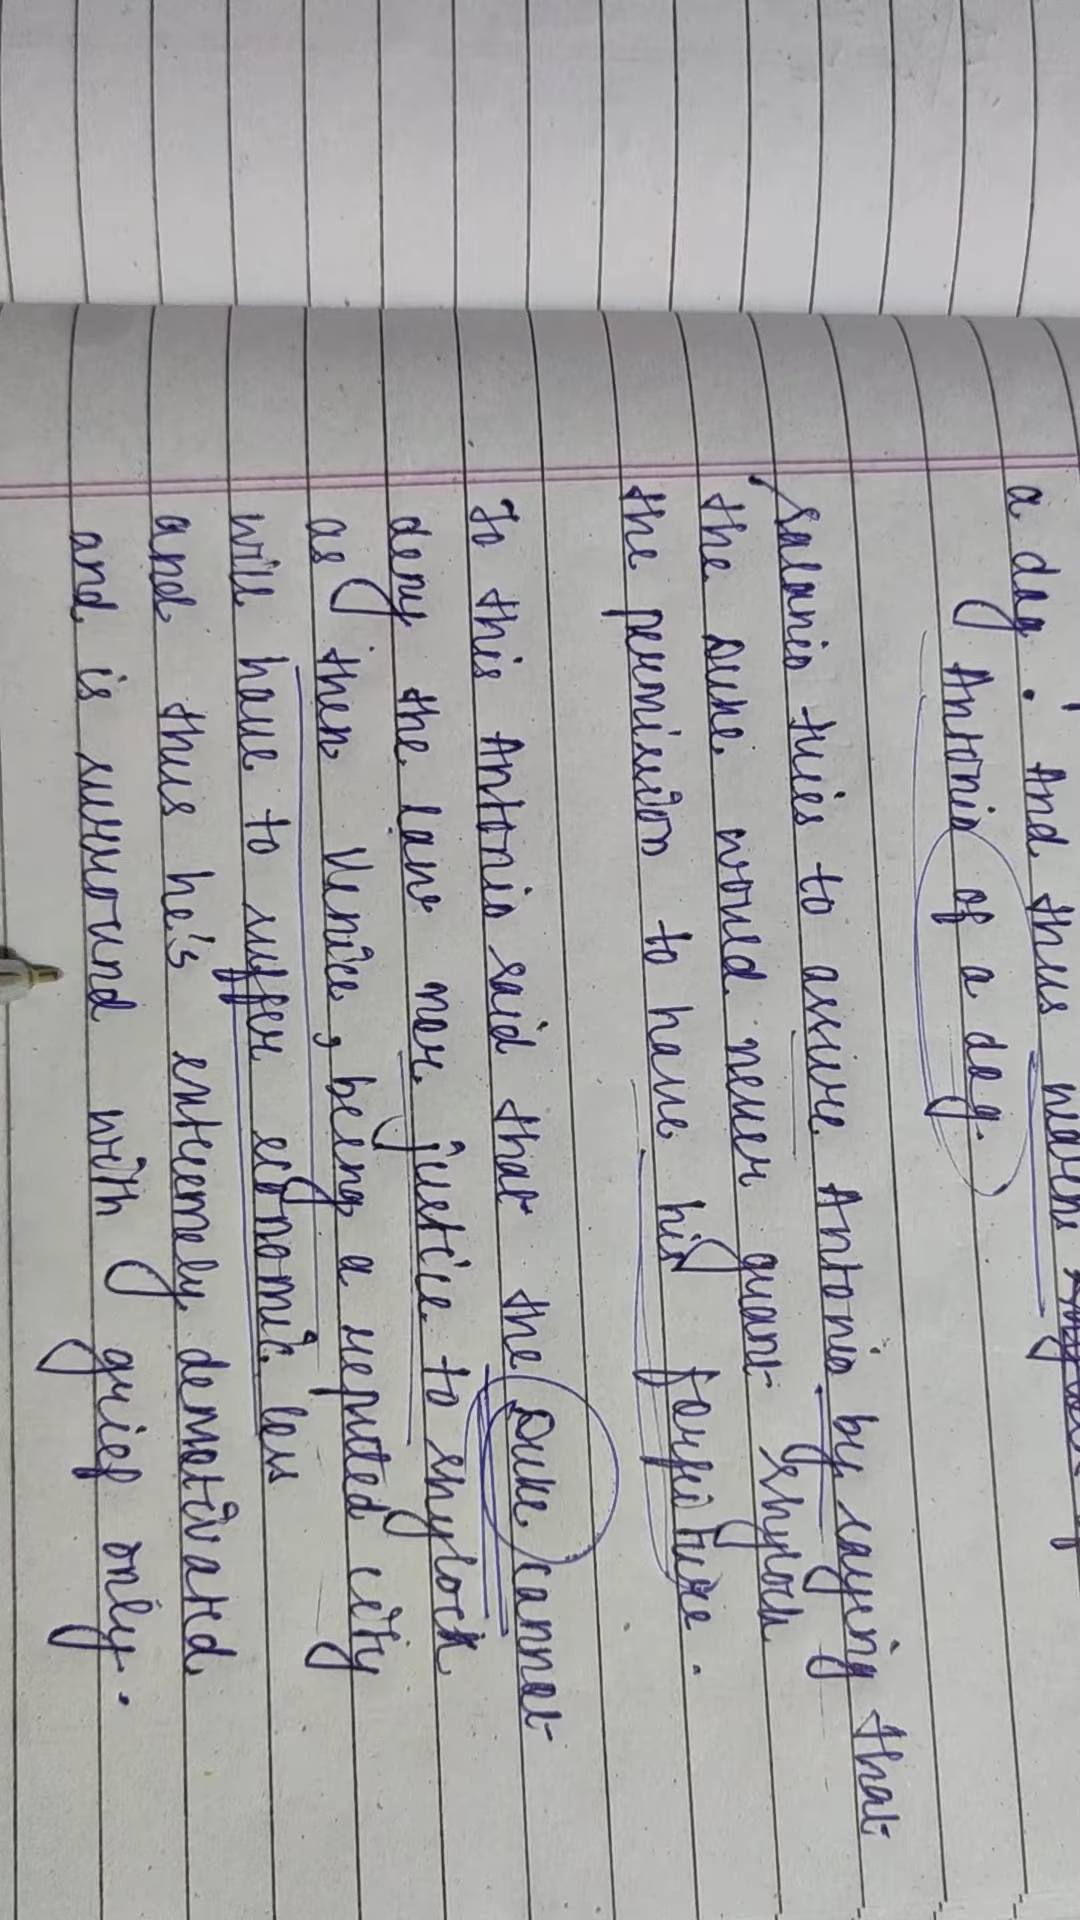 a dog. And thus warns
Antonio of a dog.
Salanio tries to assure Antonio by saying that
the Duke would never grant Shylock
the permission to have his forfeiture.
To this Antonio said that the Duke cannot
deny the law nor justice to shylock
as then Venice, being a reputed city
will have to suffer economic loss
and thus he's extremely demotivated
and is surround with grief only.